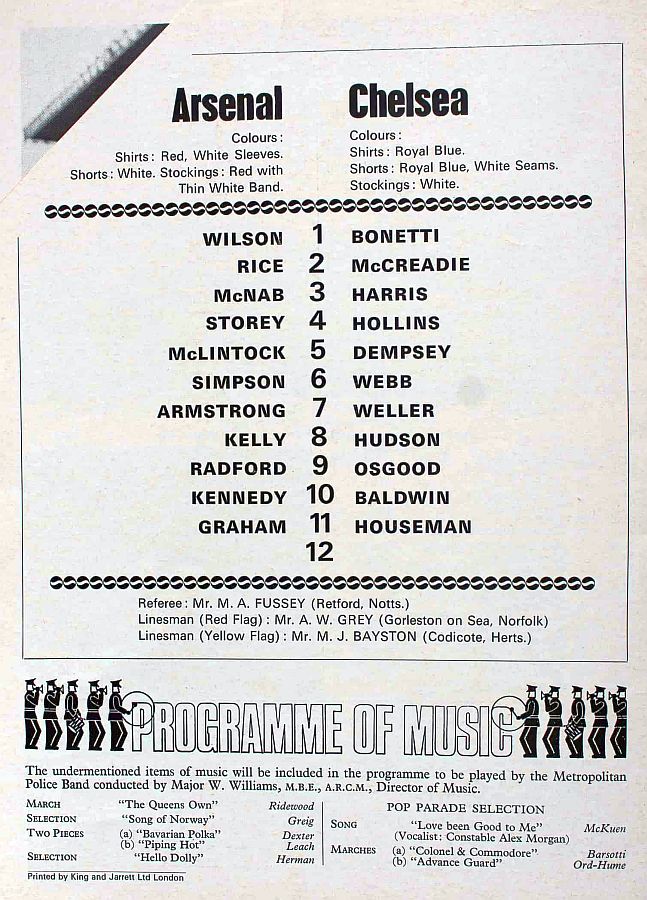 Arsenal Chelsea
Colours: Colours:
Shirts: Red, White Sleeves. Shirts: Royal Blue.
Shorts: White. Stockings: Red with Shorts: Royal Blue, White Seams.
Thin White Band. Stockings: White.
WILSON 1 BONETTI
RICE 2 McCREADIE
McNAB 3 HARRIS
STOREY 4 HOLLINS
McLINTOCK 5 DEMPSEY
SIMPSON 6 WEBB
ARMSTRONG 7 WELLER
KELLY 8 HUDSON
RADFORD 9 OSGOOD
KENNEDY 10 BALDWIN
GRAHAM 11 HOUSEMAN
12
Referee: Mr. M. A. FUSSEY (Retford, Notts.)
Linesman (Red Flag): Mr. A. W. GREY (Gorleston on Sea, Norfolk)
Linesman (Yellow Flag): Mr. M. J. BAYSTON (Codicote, Herts.)
PROGRAMME OF MUSIC
The undermentioned items of music will be included in the programme to be played by the Metropolitan
Police Band conducted by Major W. Williams, M.B.E., A.R.C.M., Director of Music.
MARCH "The Queens Own" Ridewood
SELECTION "Song of Norway" Greig
TWO PIECES (a) "Bavarian Polka" Dexter
(b) "Piping Hot" Leach
SELECTION "Hello Dolly" Herman
POP PARADE SELECTION
SONG "Love been Good to Me" McKuen
(Vocalist: Constable Alex Morgan)
MARCHES (a) "Colonel & Commodore" Barsotti
(b) "Advance Guard" Ord-Hume
Printed by King and Jarrett Ltd London